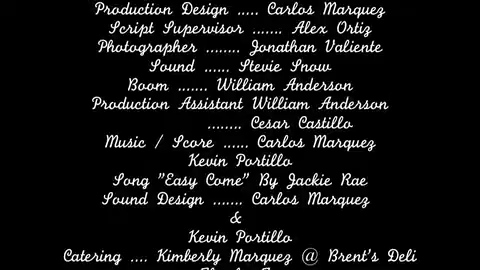 Production Design ..... Carlos Marquez
Script Supervisor ....... Alex Ortiz
Photographer ........ Jonathan Valiente
Sound ...... Stevie Snow
Boom ....... William Anderson
Production Assistant William Anderson
........ Cesar Castillo
Music / Score ...... Carlos Marquez
Kevin Portillo
Song "Easy Come" By Jackie Rae
Sound Design ....... Carlos Marquez
&
Kevin Portillo
Catering .... Kimberly Marquez @ Brent's Deli